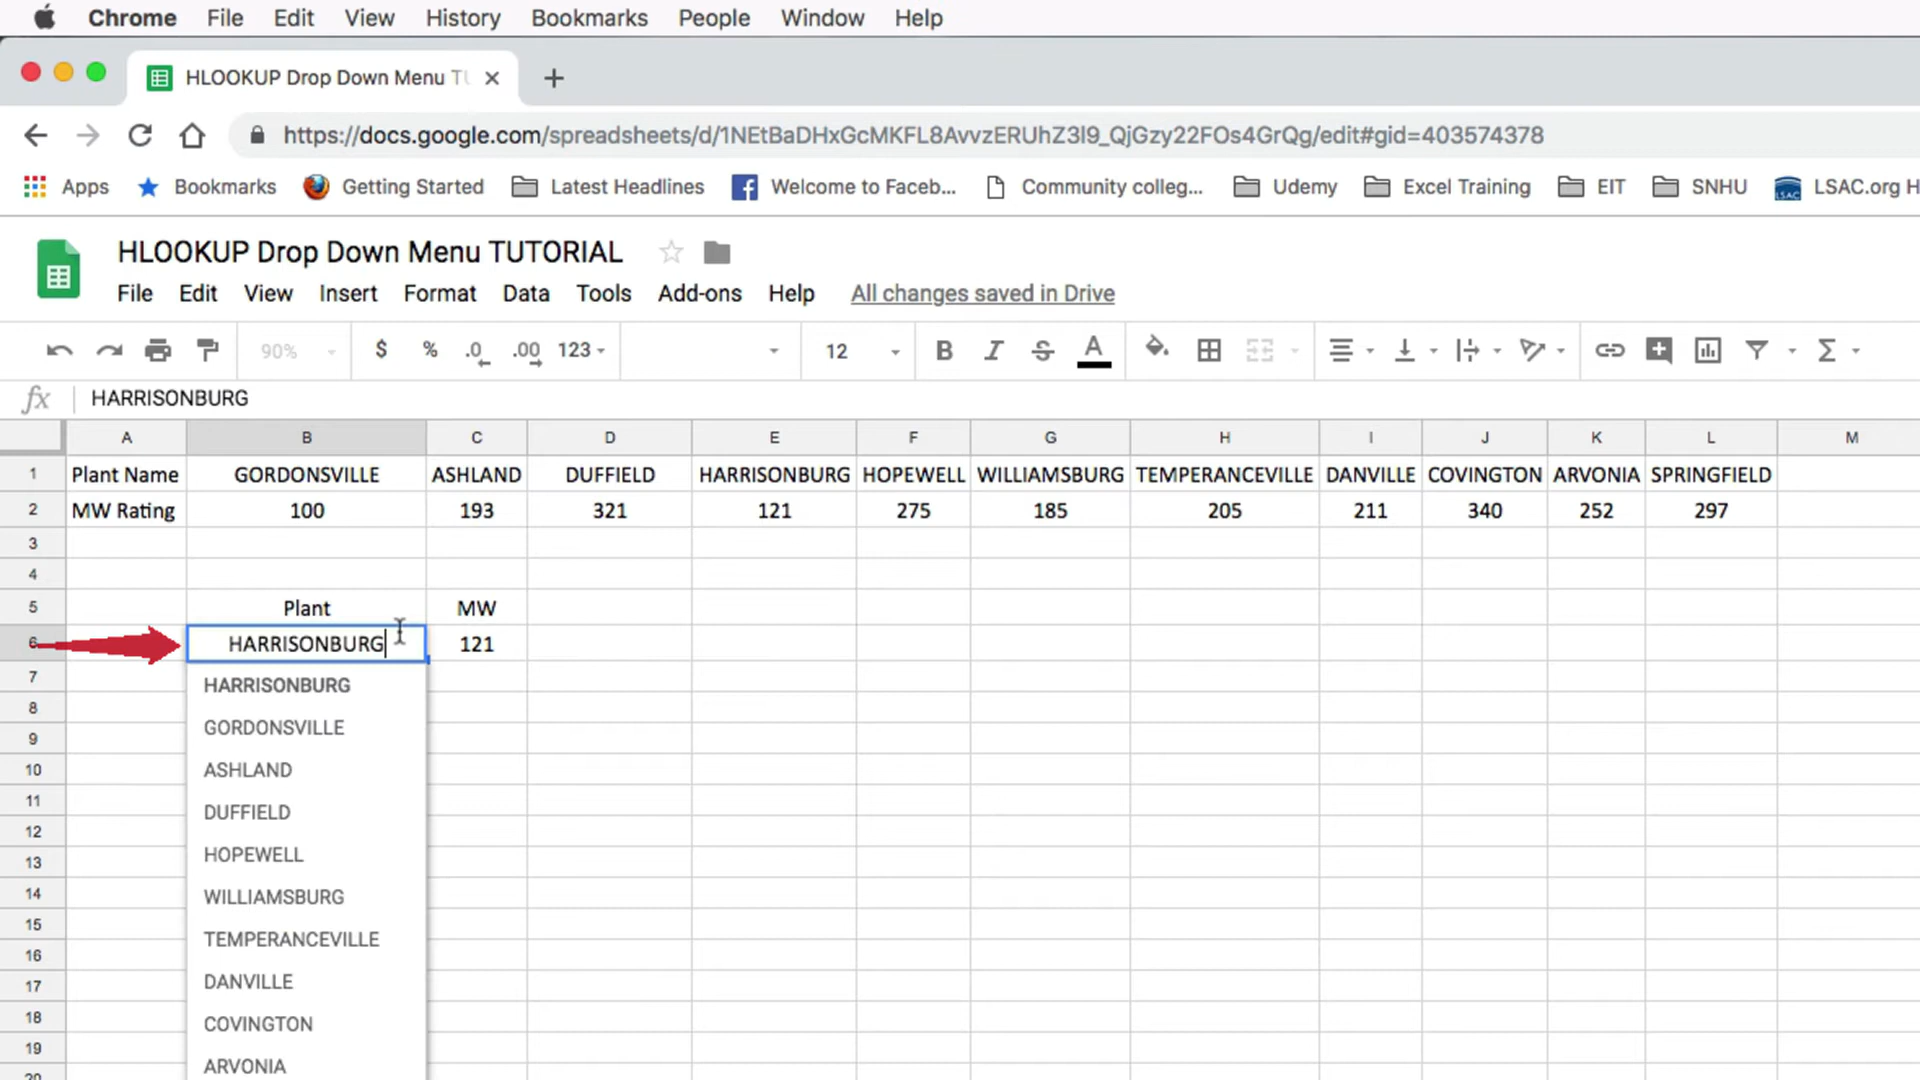 Chrome File Edit View History Bookmarks People Window Help
HLOOKUP Drop Down Menu TU
https://docs.google.com/spreadsheets/d/1NEtBaDHxGcMKFL8AvvzERUhZ3l9_QjGzy22FOs4GrQg/edit#gid=403574378
Apps Bookmarks Getting Started Latest Headlines Welcome to Faceb... Community colleg... Udemy Excel Training EIT SNHU LSAC LSAC.org H
HLOOKUP Drop Down Menu TUTORIAL
File Edit View Insert Format Data Tools Add-ons Help All changes saved in Drive
90% $ % .0 .00 123 12 B I S A Σ
fx HARRISONBURG
A B C D E F G H I J K L M
1 Plant Name GORDONSVILLE ASHLAND DUFFIELD HARRISONBURG HOPEWELL WILLIAMSBURG TEMPERANCEVILLE DANVILLE COVINGTON ARVONIA SPRINGFIELD
2 MW Rating 100 193 321 121 275 185 205 211 340 252 297
3
4
5 Plant MW
6 HARRISONBURG 121
7 HARRISONBURG
8 GORDONSVILLE
9
10 ASHLAND
11 DUFFIELD
12
13 HOPEWELL
14 WILLIAMSBURG
15 TEMPERANCEVILLE
16
17 DANVILLE
18 COVINGTON
19 ARVONIA
20